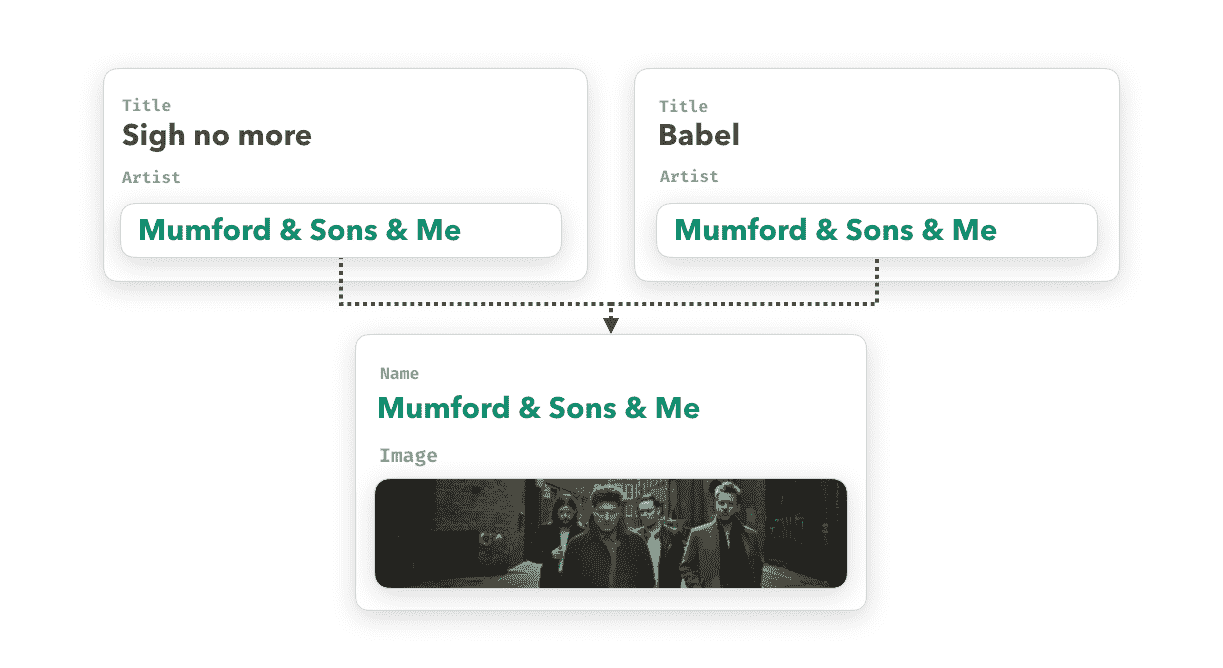 Title
Sigh no more
Artist
Mumford & Sons & Me
Title
Babel
Artist
Mumford & Sons & Me
Name
Mumford & Sons & Me
Image